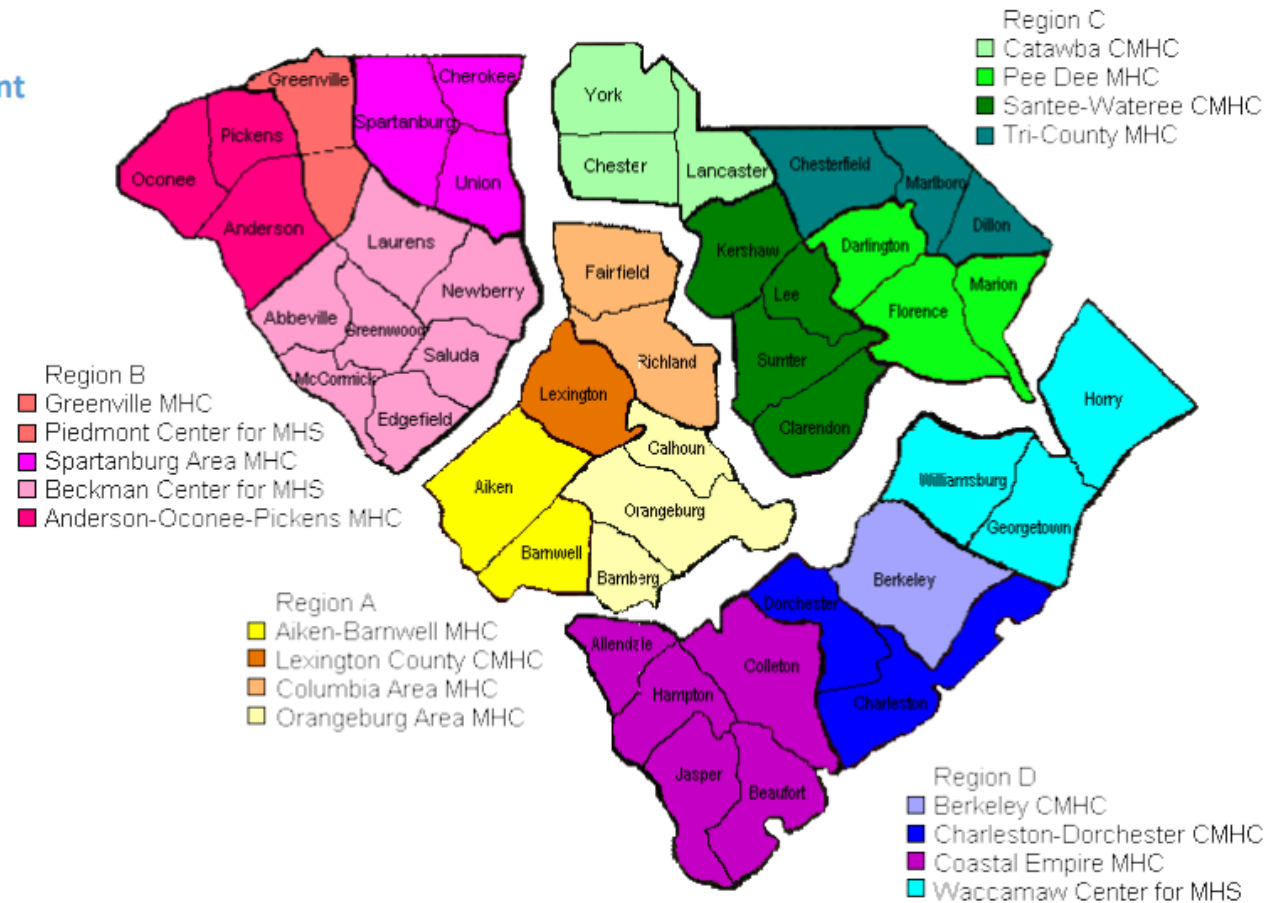 nt
Region C
Catawba CMHC
Pee Dee MHC
Santee-Wateree CMHC
Tri-County MHC
Greenville
Cherokee
Spartanburg
Pickens
Oconee
Union
Anderson
York
Chester
Lancaster
Chesterfield
Marlboro
Dillon
Laurens
Newberry
Abbeville
Greenwood
Saluda
McCormick
Edgefield
Fairfield
Richland
Lexington
Kershaw
Lee
Sumter
Clarendon
Darlington
Marion
Florence
Horry
Region B
Greenville MHC
Piedmont Center for MHS
Spartanburg Area MHC
Beckman Center for MHS
Anderson-Oconee-Pickens MHC
Aiken
Calhoun
Orangeburg
Barnwell
Bamberg
Williamsburg
Georgetown
Berkeley
Dorchester
Charleston
Region A
Aiken-Barnwell MHC
Lexington County CMHC
Columbia Area MHC
Orangeburg Area MHC
Allendale
Hampton
Colleton
Jasper
Beaufort
Region D
Berkeley CMHC
Charleston-Dorchester CMHC
Coastal Empire MHC
Waccamaw Center for MHS